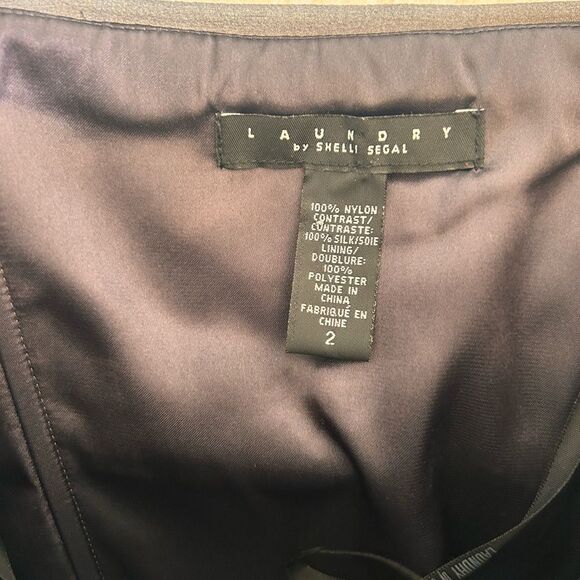 LAUNDRY
by SHELLI SEGAL
100% NYLON
CONTRAST/
CONTRASTE:
100% SILK/SOIE
LINING/
DOUBLURE:
100%
POLYESTER
MADE IN
CHINA
FABRIQUÉ EN
CHINE
2
LAUNDRY